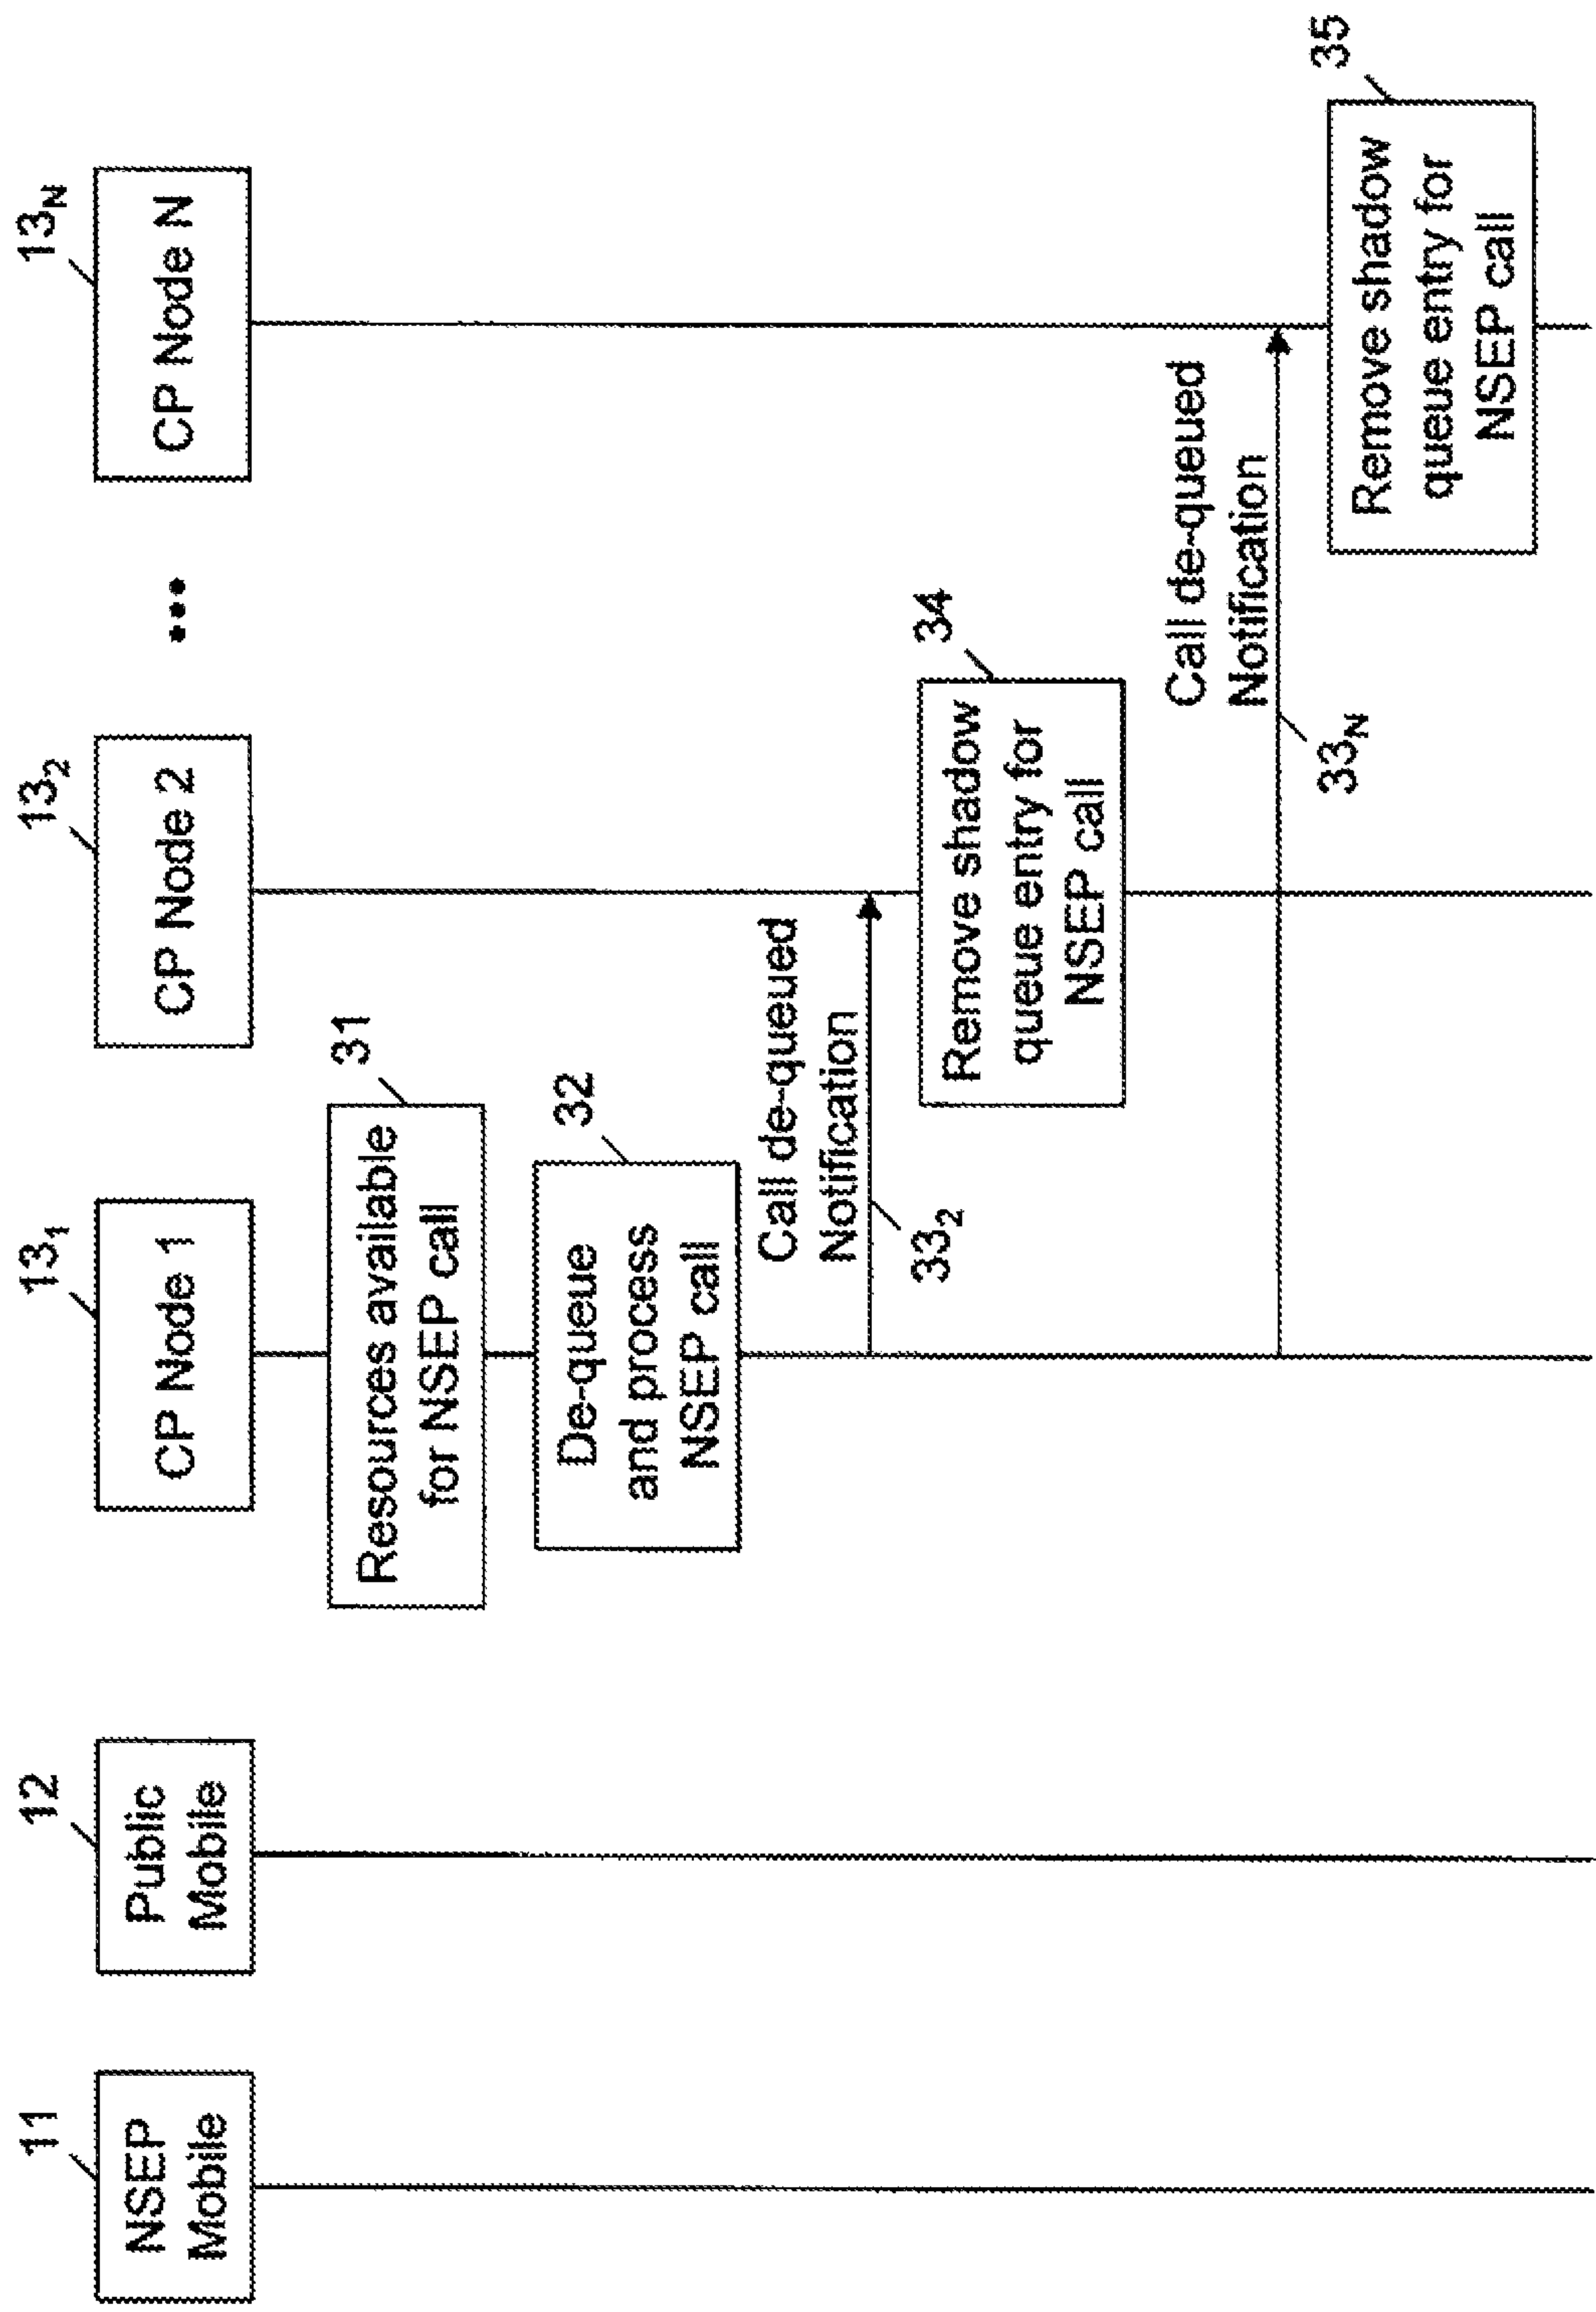 11
NSEP
Mobile
12
Public
Mobile
13₁
CP Node 1
13₂
CP Node 2
•••
13N
CP Node N
31
Resources available
for NSEP call
32
De-queue
and process
NSEP call
Call de-queued
Notification
33₂
34
Remove shadow
queue entry for
NSEP call
Call de-queued
Notification
33N
35
Remove shadow
queue entry for
NSEP call